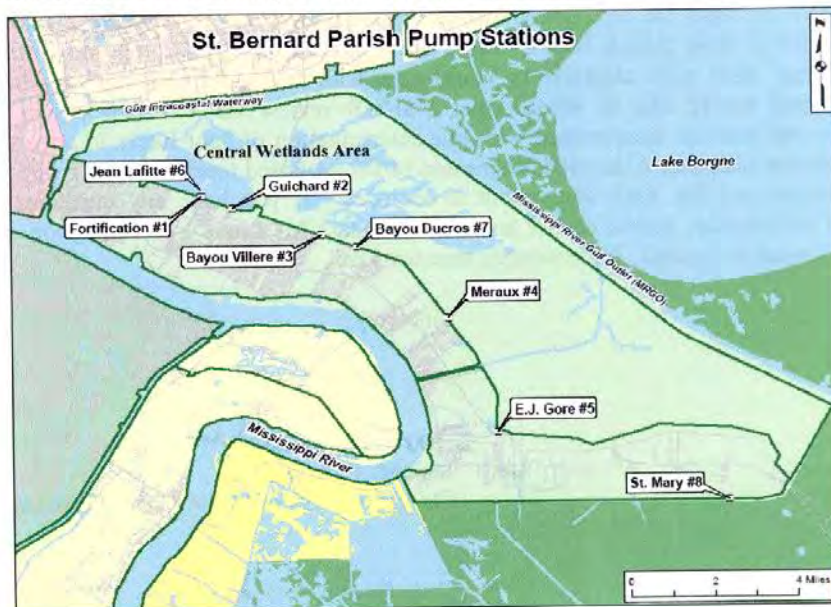 St. Bernard Parish Pump Stations
N
Gulf Intracoastal Waterway
Central Wetlands Area
Lake Borgne
Jean Lafitte #6
Guichard #2
Fortification #1
Bayou Villere #3
Bayou Ducros #7
Mississippi River Gulf Outlet (MRGO)
Meraux #4
E.J. Gore #5
Mississippi River
St. Mary #8
0 2 4 Miles